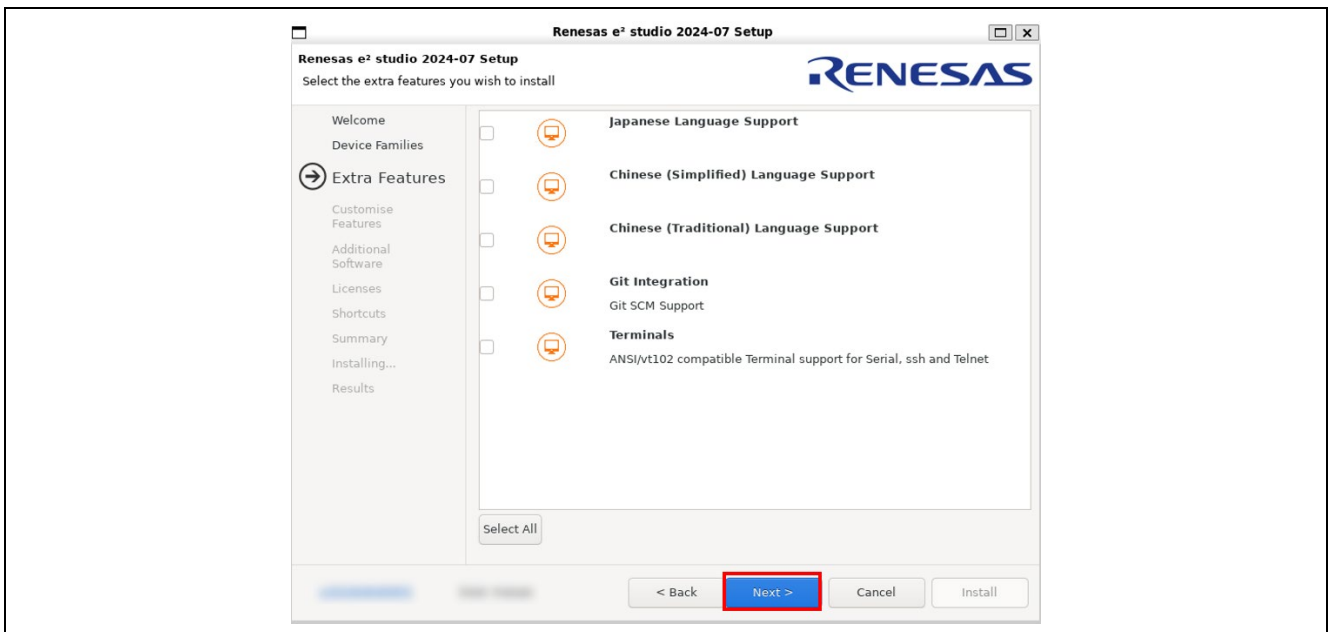 Renesas e² studio 2024-07 Setup
Renesas e² studio 2024-07 Setup
Select the extra features you wish to install
RENESAS
Welcome
Device Families
Extra Features
Customise
Features
Additional
Software
Licenses
Shortcuts
Summary
Installing...
Results
Japanese Language Support
Chinese (Simplified) Language Support
Chinese (Traditional) Language Support
Git Integration
Git SCM Support
Terminals
ANSI/vt102 compatible Terminal support for Serial, ssh and Telnet
Select All
< Back
Next >
Cancel
Install